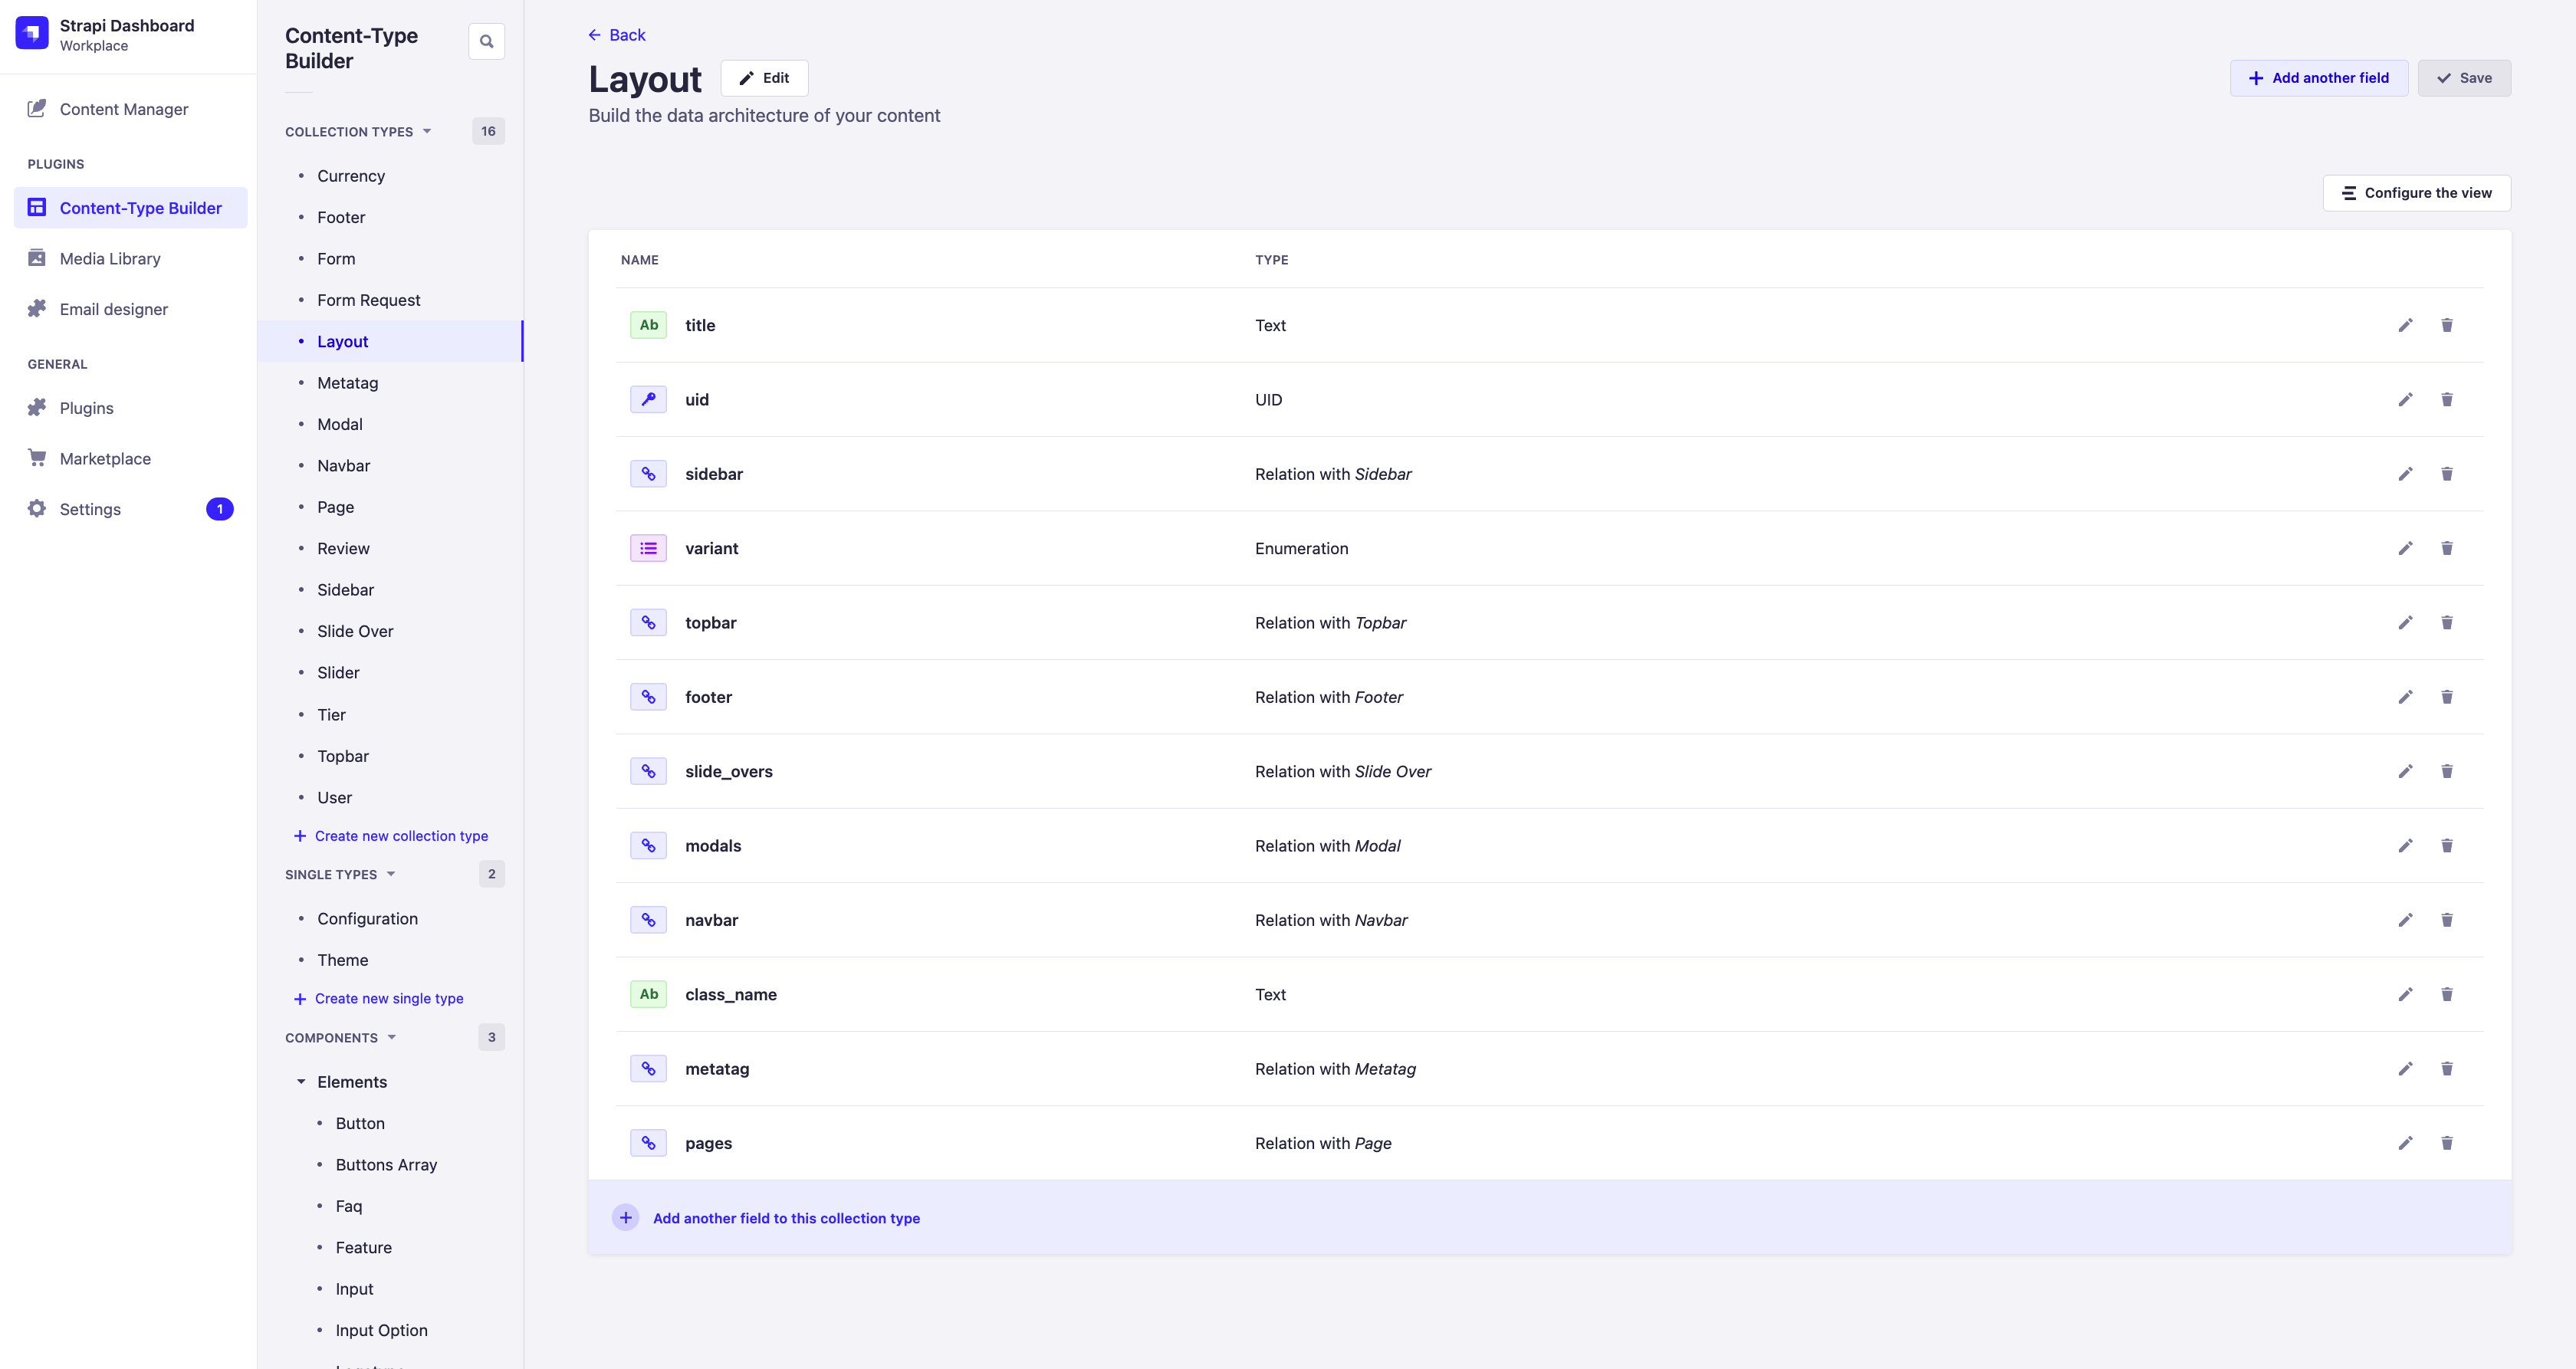 Strapi Dashboard
Workplace
Content Manager
PLUGINS
Content-Type Builder
Media Library
Email designer
GENERAL
Plugins
Marketplace
Settings
1
Content-Type
Builder
COLLECTION TYPES
16
Currency
Footer
Form
Form Request
Layout
Metatag
Modal
Navbar
Page
Review
Sidebar
Slide Over
Slider
Tier
Topbar
User
Create new collection type
SINGLE TYPES
2
Configuration
Theme
Create new single type
COMPONENTS
3
Elements
Button
Buttons Array
Faq
Feature
Input
Input Option
Back
Layout
Edit
Build the data architecture of your content
Add another field
Save
Configure the view
NAME TYPE
Ab title Text
uid UID
sidebar Relation with Sidebar
variant Enumeration
topbar Relation with Topbar
footer Relation with Footer
slide_overs Relation with Slide Over
modals Relation with Modal
navbar Relation with Navbar
Ab class_name Text
metatag Relation with Metatag
pages Relation with Page
Add another field to this collection type